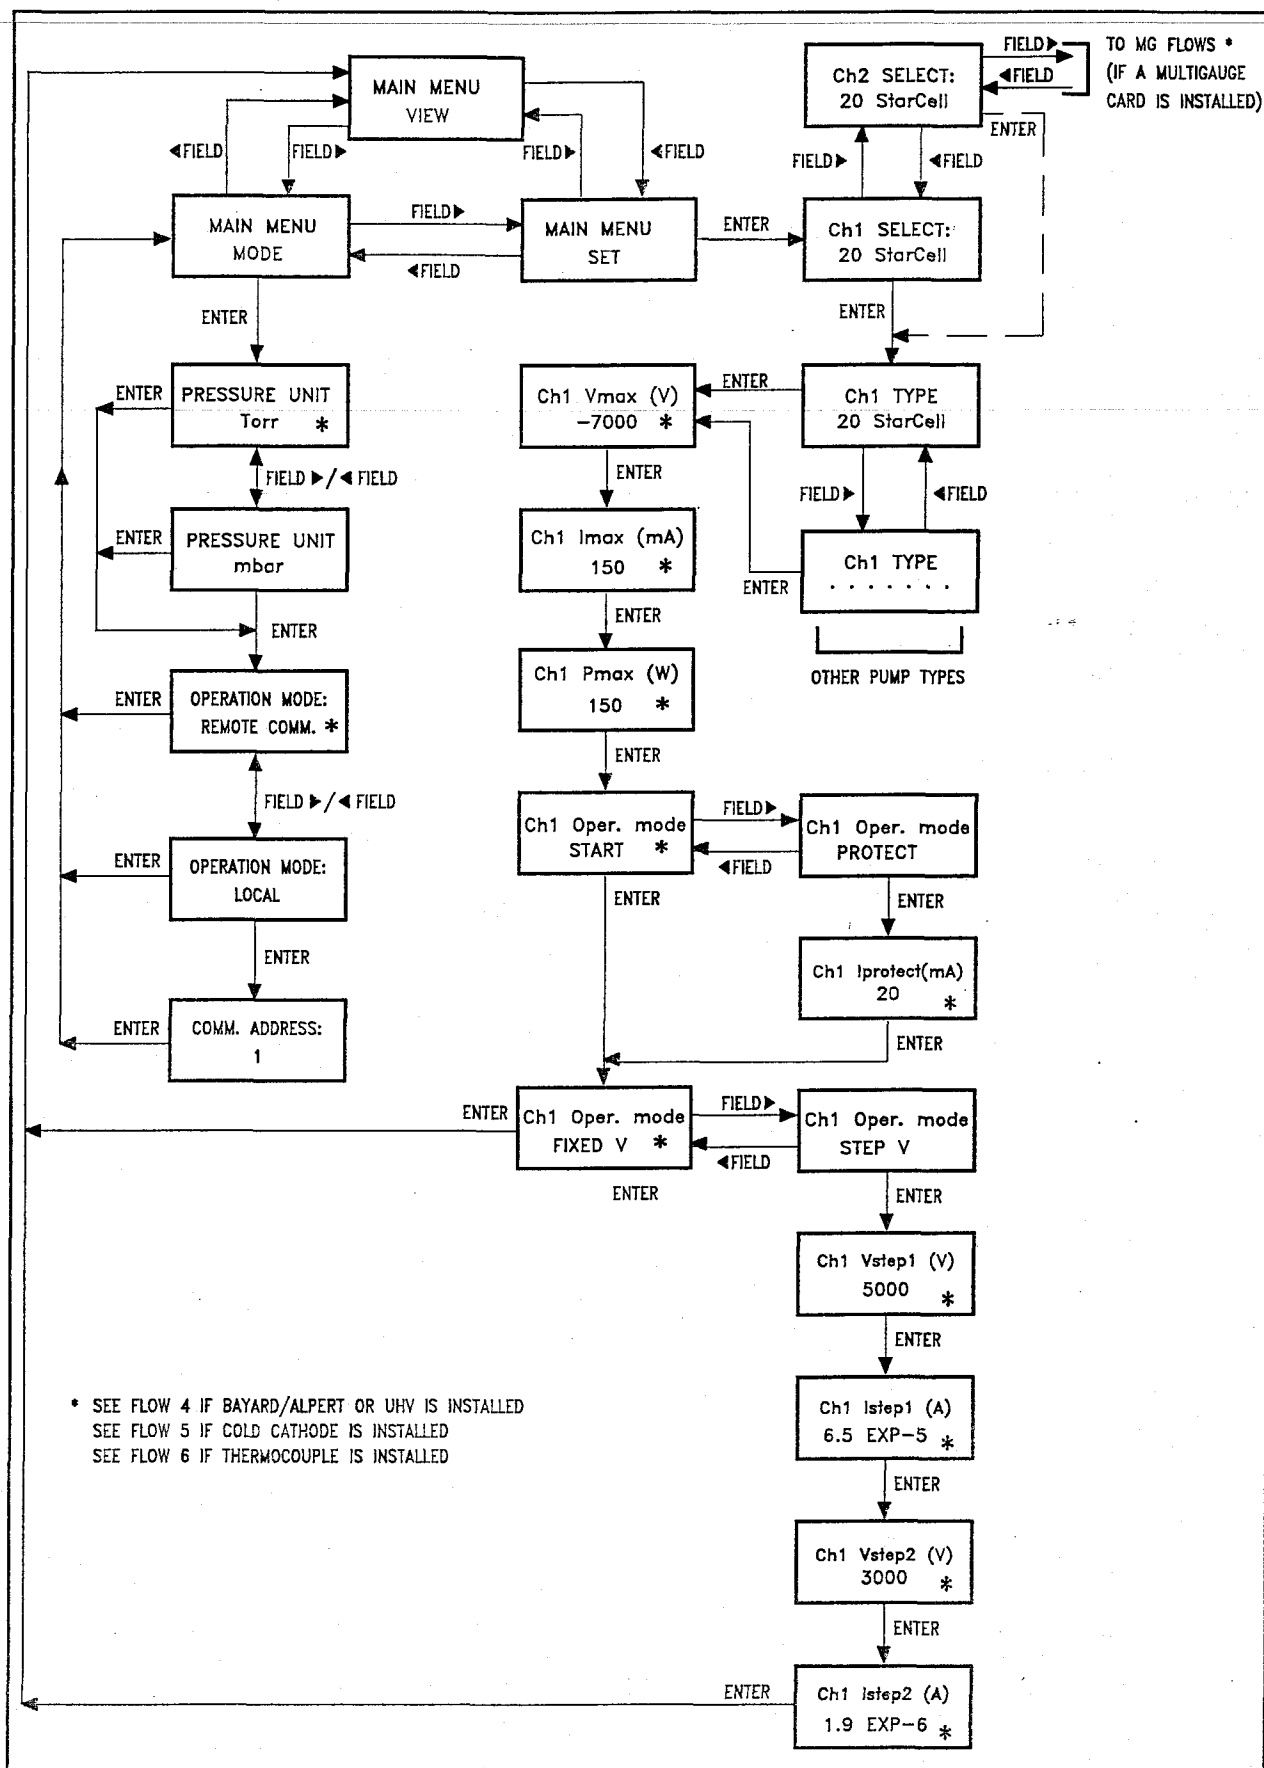 MAIN MENU
VIEW
◀FIELD
FIELD▶
FIELD▶
◀FIELD
MAIN MENU
MODE
FIELD▶
◀FIELD
MAIN MENU
SET
ENTER
Ch2 SELECT:
20 StarCell
FIELD▶
◀FIELD
TO MG FLOWS *
(IF A MULTIGAUGE
CARD IS INSTALLED)
ENTER
FIELD▶
◀FIELD
Ch1 SELECT:
20 StarCell
ENTER
ENTER
PRESSURE UNIT
Torr *
ENTER
FIELD ▶/◀ FIELD
PRESSURE UNIT
mbar
ENTER
ENTER
OPERATION MODE:
REMOTE COMM. *
ENTER
FIELD ▶/◀ FIELD
OPERATION MODE:
LOCAL
ENTER
ENTER
COMM. ADDRESS:
1
ENTER
Ch1 TYPE
20 StarCell
ENTER
FIELD▶
◀FIELD
Ch1 TYPE
. . . . . . .
ENTER
OTHER PUMP TYPES
Ch1 Vmax (V)
-7000 *
ENTER
Ch1 Imax (mA)
150 *
ENTER
Ch1 Pmax (W)
150 *
ENTER
Ch1 Oper. mode
START *
FIELD▶
◀FIELD
ENTER
Ch1 Oper. mode
PROTECT
ENTER
Ch1 Iprotect(mA)
20 *
ENTER
Ch1 Oper. mode
FIXED V *
ENTER
FIELD▶
◀FIELD
ENTER
Ch1 Oper. mode
STEP V
ENTER
Ch1 Vstep1 (V)
5000 *
ENTER
Ch1 Istep1 (A)
6.5 EXP-5 *
ENTER
Ch1 Vstep2 (V)
3000 *
ENTER
Ch1 Istep2 (A)
1.9 EXP-6 *
ENTER
* SEE FLOW 4 IF BAYARD/ALPERT OR UHV IS INSTALLED
SEE FLOW 5 IF COLD CATHODE IS INSTALLED
SEE FLOW 6 IF THERMOCOUPLE IS INSTALLED